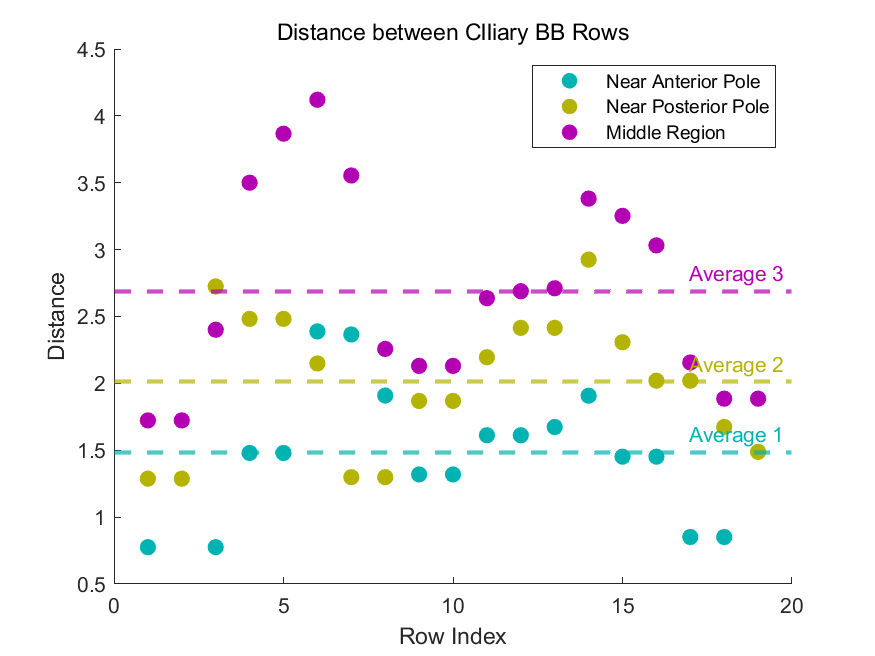 Distance between CIliary BB Rows
4.5
4
3.5
3
2.5
2
1.5
1
0.5
Distance
Near Anterior Pole
Near Posterior Pole
Middle Region
Average 3
Average 2
Average 1
0
5
10
15
20
Row Index